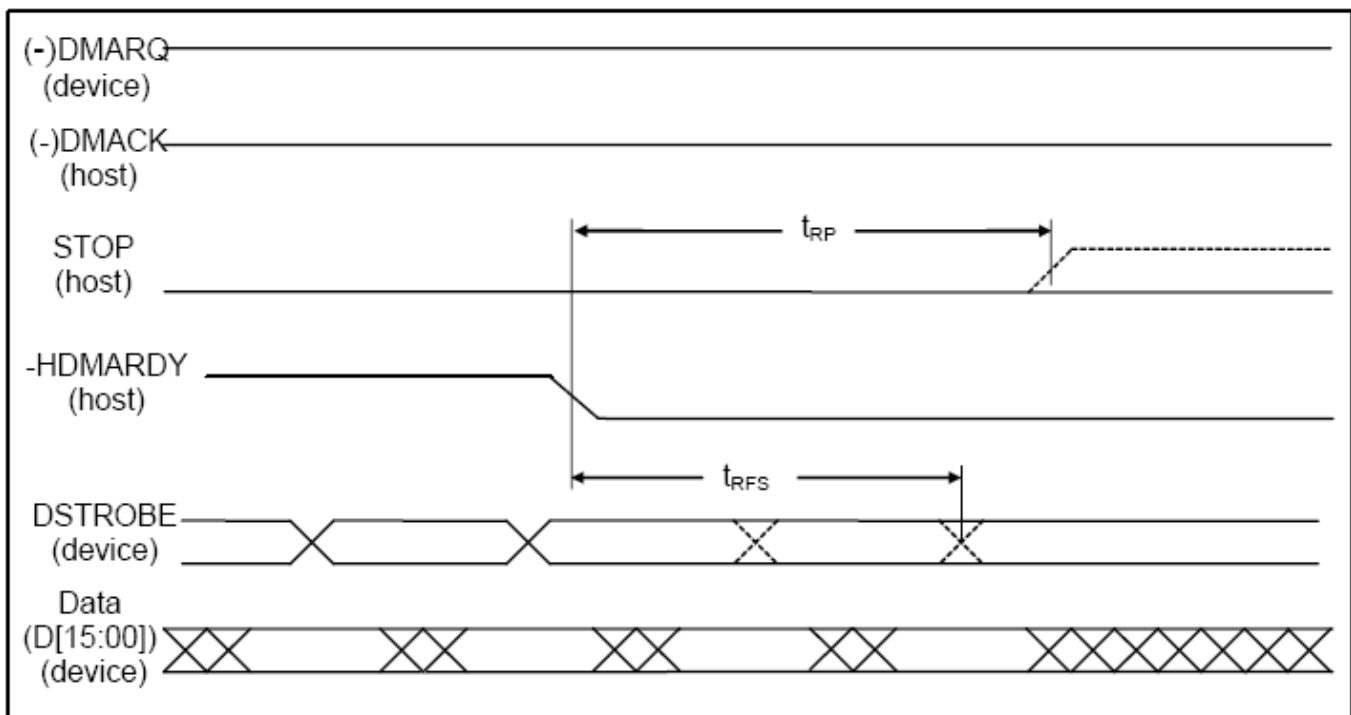 (-)DMARQ
(device)
(-)DMACK
(host)
tRP
STOP
(host)
-HDMARDY
(host)
tRFS
DSTROBE
(device)
Data
(D[15:00])
(device)